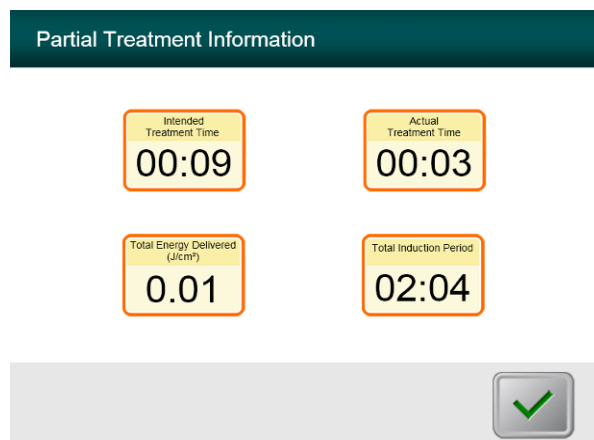 Partial Treatment Information
Intended
Treatment Time
00:09
Actual
Treatment Time
00:03
Total Energy Delivered
(J/cm²)
0.01
Total Induction Period
02:04